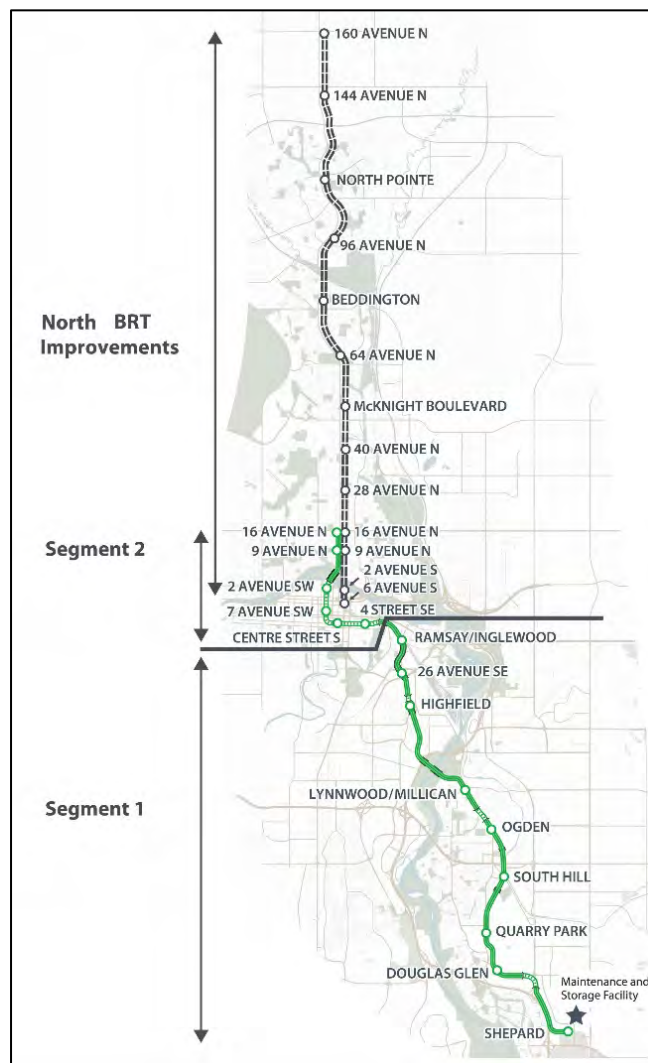 160 AVENUE N
144 AVENUE N
NORTH POINTE
96 AVENUE N
BEDDINGTON
North BRT
Improvements
64 AVENUE N
McKNIGHT BOULEVARD
40 AVENUE N
28 AVENUE N
16 AVENUE N
16 AVENUE N
Segment 2
9 AVENUE N
9 AVENUE N
2 AVENUE S
2 AVENUE SW
6 AVENUE S
7 AVENUE SW
4 STREET SE
CENTRE STREET S
RAMSAY/INGLEWOOD
26 AVENUE SE
HIGHFIELD
LYNNWOOD/MILLICAN
Segment 1
OGDEN
SOUTH HILL
QUARRY PARK
DOUGLAS GLEN
Maintenance and
Storage Facility
SHEPARD